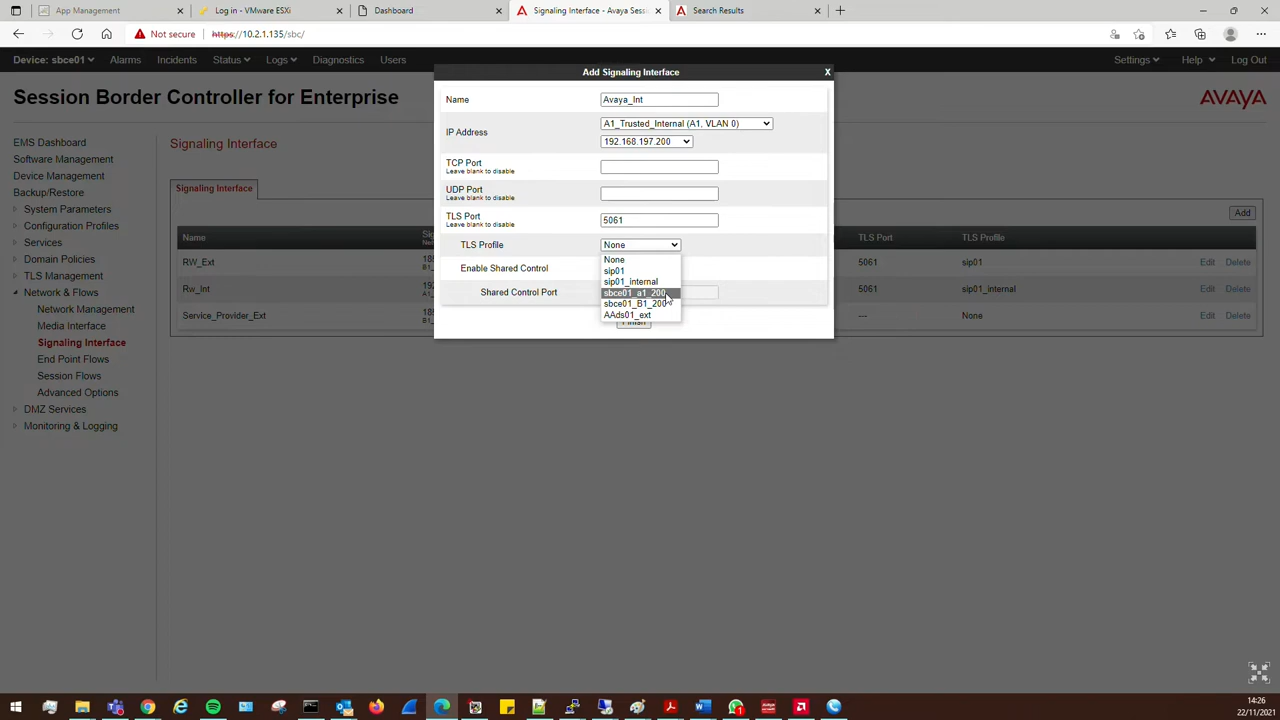 App Management
Log in - VMware ESXi
Dashboard
Signaling Interface - Avaya Sessi
Search Results
Not secure
https://10.2.1.135/sbc/
Device: sbce01
Alarms
Incidents
Status
Logs
Diagnostics
Users
Settings
Help
Log Out
Session Border Controller for Enterprise
AVAYA
EMS Dashboard
Software Management
Device Management
Backup/Restore
System Parameters
Configuration Profiles
Services
Domain Policies
TLS Management
Network & Flows
Network Management
Media Interface
Signaling Interface
End Point Flows
Session Flows
Advanced Options
DMZ Services
Monitoring & Logging
Signaling Interface
Signaling Interface
Add
Name
TLS Port
TLS Profile
RW_Ext
5061
sip01
Edit
Delete
Rw_Int
5061
sip01_internal
Edit
Delete
Service_Provider_Ext
---
None
Edit
Delete
Add Signaling Interface
X
Name
Avaya_Int
IP Address
A1_Trusted_Internal (A1, VLAN 0)
192.168.197.200
TCP Port
Leave blank to disable
UDP Port
Leave blank to disable
TLS Port
Leave blank to disable
5061
TLS Profile
None
None
sip01
sip01_internal
sbce01_a1_200
sbce01_B1_200
AAds01_ext
Enable Shared Control
Shared Control Port
Finish
14:26
22/11/2021